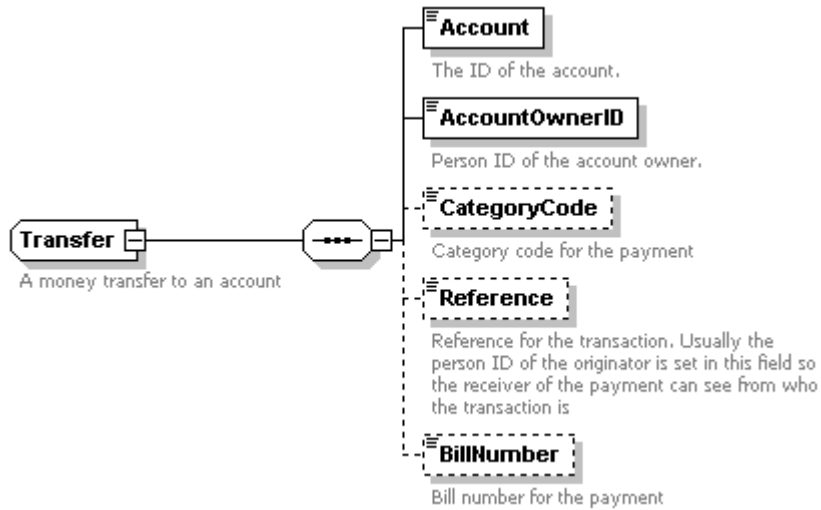 Account
The ID of the account.
AccountOwnerID
Person ID of the account owner.
CategoryCode
Category code for the payment
Transfer
A money transfer to an account
Reference
Reference for the transaction. Usually the
person ID of the originator is set in this field so
the receiver of the payment can see from who
the transaction is
BillNumber
Bill number for the payment